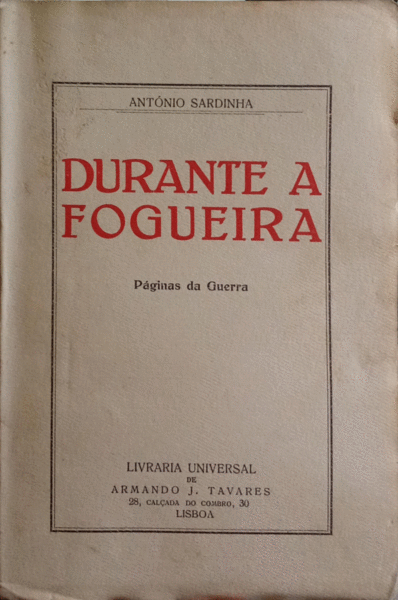 ANTÓNIO SARDINHA
DURANTE A
FOGUEIRA
Páginas da Guerra
LIVRARIA UNIVERSAL
DE
ARMANDO J. TAVARES
28, CALÇADA DO COMBRO, 30
LISBOA